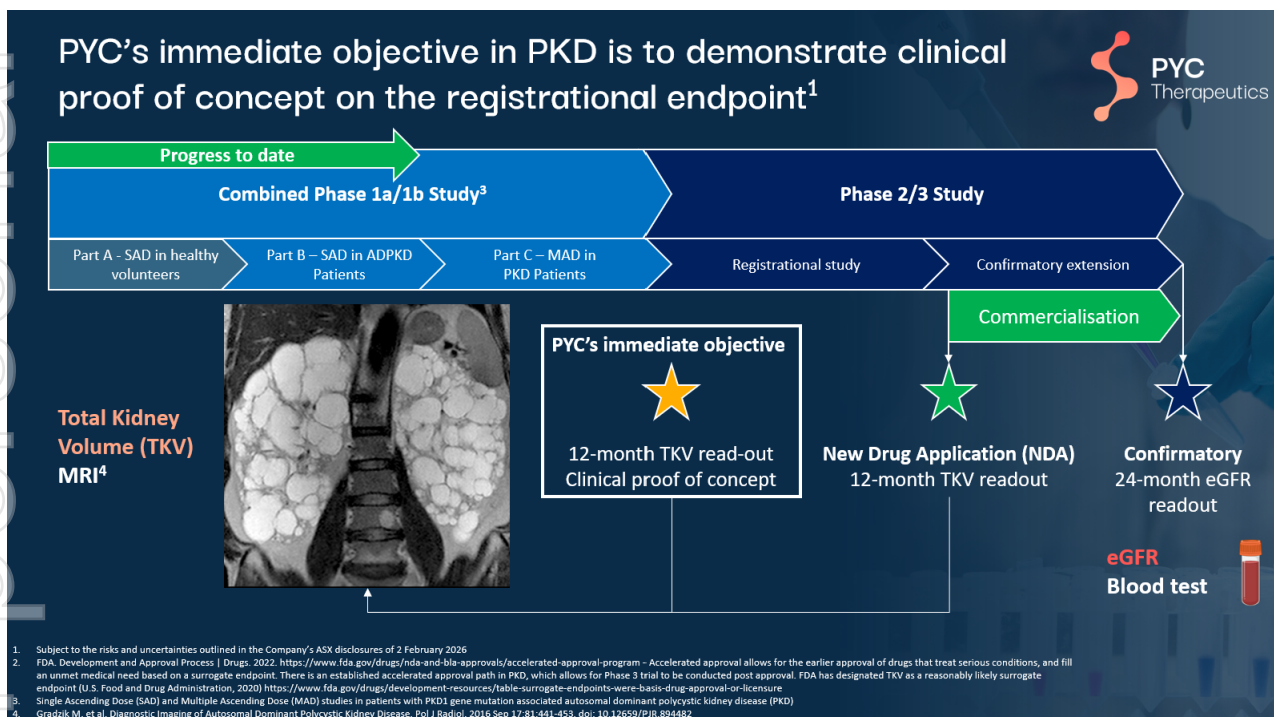 PYC's immediate objective in PKD is to demonstrate clinical
proof of concept on the registrational endpoint1
PYC
Therapeutics
Progress to date
Combined Phase 1a/1b Study3
Phase 2/3 Study
Part A - SAD in healthy
volunteers
Part B – SAD in ADPKD
Patients
Part C – MAD in
PKD Patients
Registrational study
Confirmatory extension
Commercialisation
PYC's immediate objective
Total Kidney
Volume (TKV)
MRI4
12-month TKV read-out
Clinical proof of concept
New Drug Application (NDA)
12-month TKV readout
Confirmatory
24-month eGFR
readout
eGFR
Blood test
1. Subject to the risks and uncertainties outlined in the Company's ASX disclosures of 2 February 2026
2. FDA. Development and Approval Process | Drugs. 2022. https://www.fda.gov/drugs/nda-and-bla-approvals/accelerated-approval-program – Accelerated approval allows for the earlier approval of drugs that treat serious conditions, and fill
an unmet medical need based on a surrogate endpoint. There is an established accelerated approval path in PKD, which allows for Phase 3 trial to be conducted post approval. FDA has designated TKV as a reasonably likely surrogate
endpoint (U.S. Food and Drug Administration, 2020) https://www.fda.gov/drugs/development-resources/table-surrogate-endpoints-were-basis-drug-approval-or-licensure
3. Single Ascending Dose (SAD) and Multiple Ascending Dose (MAD) studies in patients with PKD1 gene mutation associated autosomal dominant polycystic kidney disease (PKD)
4. Gradzik M, et al. Diagnostic Imaging of Autosomal Dominant Polycystic Kidney Disease. Pol J Radiol. 2016 Sep 17;81:441-453. doi: 10.12659/PJR.894482